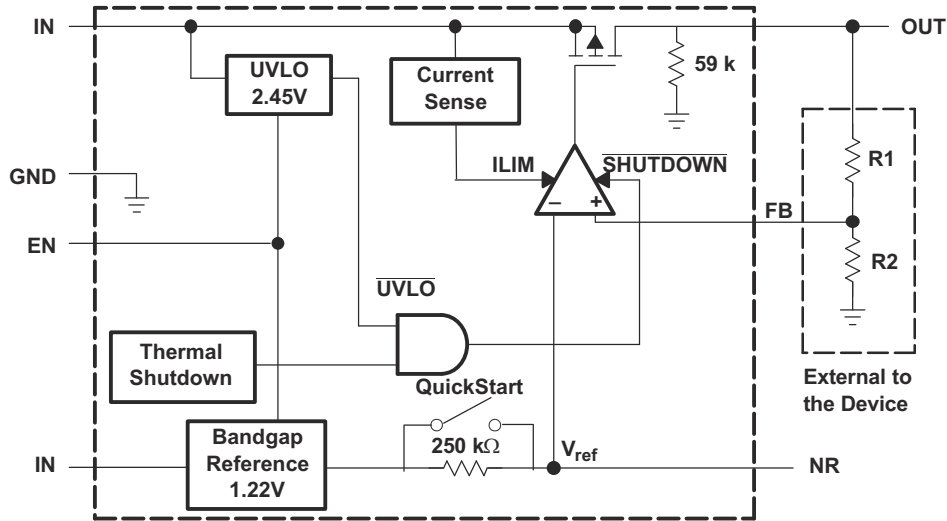 IN
OUT
UVLO
2.45V
Current
Sense
59 k
GND
ILIM
SHUTDOWN
R1
− +
FB
EN
R2
UVLO
Thermal
Shutdown
QuickStart
External to
the Device
IN
Bandgap
Reference
1.22V
250 kΩ
Vref
NR